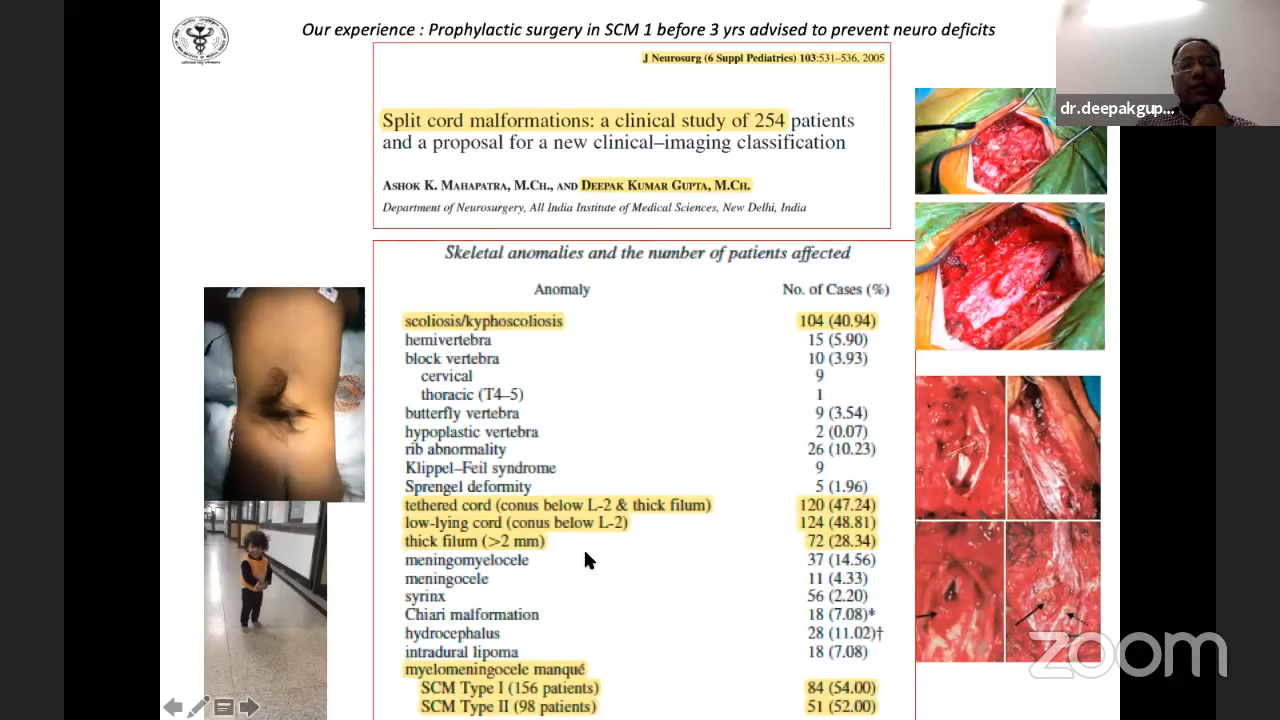 Our experience : Prophylactic surgery in SCM 1 before 3 yrs advised to prevent neuro deficits
J Neurosurg (6 Suppl Pediatrics) 103:531–536, 2005
dr.deepakgup...
Split cord malformations: a clinical study of 254 patients
and a proposal for a new clinical–imaging classification
Ashok K. Mahapatra, M.Ch., and Deepak Kumar Gupta, M.Ch.
Department of Neurosurgery, All India Institute of Medical Sciences, New Delhi, India
Skeletal anomalies and the number of patients affected
Anomaly No. of Cases (%)
scoliosis/kyphoscoliosis 104 (40.94)
hemivertebra 15 (5.90)
block vertebra 10 (3.93)
cervical 9
thoracic (T4–5) 1
butterfly vertebra 9 (3.54)
hypoplastic vertebra 2 (0.07)
rib abnormality 26 (10.23)
Klippel–Feil syndrome 9
Sprengel deformity 5 (1.96)
tethered cord (conus below L-2 & thick filum) 120 (47.24)
low-lying cord (conus below L-2) 124 (48.81)
thick filum (>2 mm) 72 (28.34)
meningomyelocele 37 (14.56)
meningocele 11 (4.33)
syrinx 56 (2.20)
Chiari malformation 18 (7.08)*
hydrocephalus 28 (11.02)†
intradural lipoma 18 (7.08)
myelomeningocele manqué
SCM Type I (156 patients) 84 (54.00)
SCM Type II (98 patients) 51 (52.00)
zoom